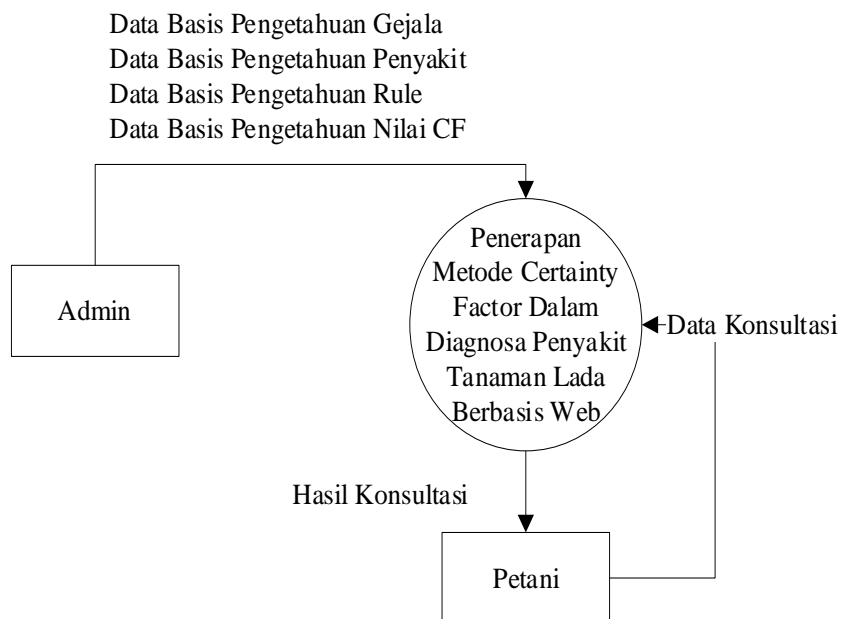 Data Basis Pengetahuan Gejala
Data Basis Pengetahuan Penyakit
Data Basis Pengetahuan Rule
Data Basis Pengetahuan Nilai CF
Admin
Penerapan
Metode Certainty
Factor Dalam
Diagnosa Penyakit
Tanaman Lada
Berbasis Web
Data Konsultasi
Hasil Konsultasi
Petani